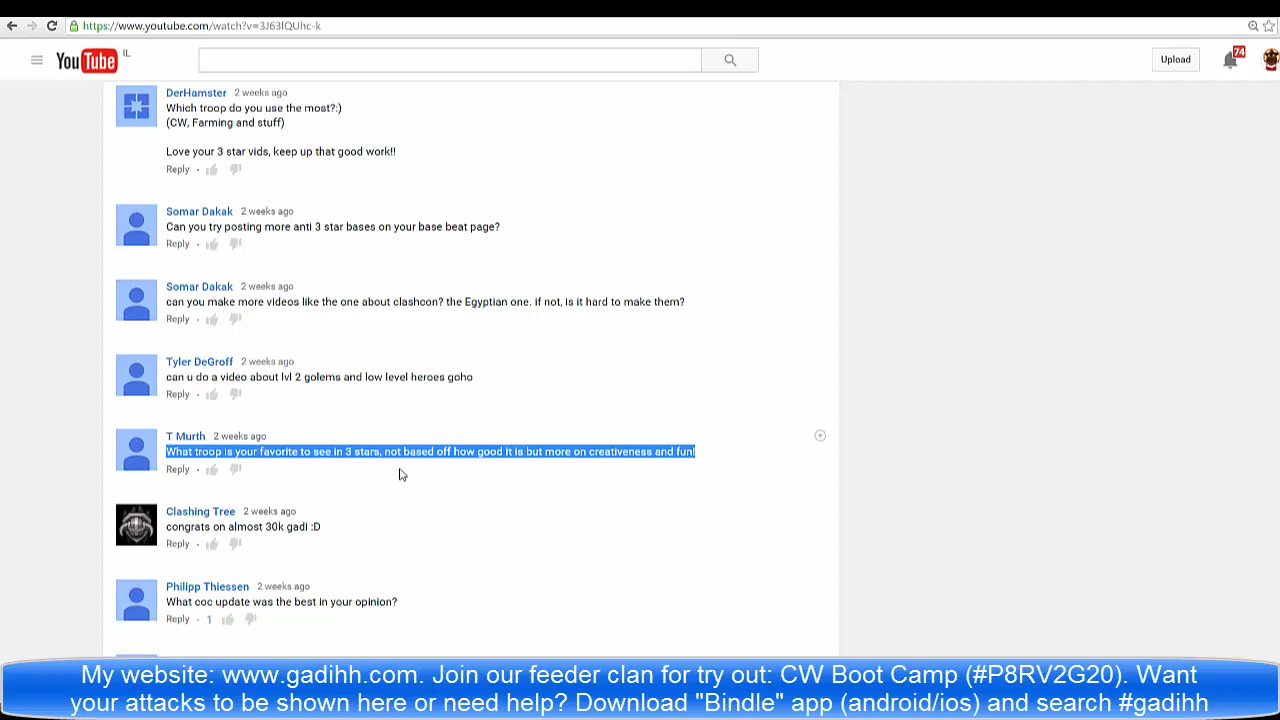 https://www.youtube.com/watch?v=3J63lQUhc-k
YouTube IL
Upload
74
DerHamster 2 weeks ago
Which troop do you use the most?:)
(CW, Farming and stuff)
Love your 3 star vids, keep up that good work!!
Reply
Somar Dakak 2 weeks ago
Can you try posting more anti 3 star bases on your base beat page?
Reply
Somar Dakak 2 weeks ago
can you make more videos like the one about clashcon? the Egyptian one. if not, is it hard to make them?
Reply
Tyler DeGroff 2 weeks ago
can u do a video about lvl 2 golems and low level heroes goho
Reply
T Murth 2 weeks ago
What troop is your favorite to see in 3 stars, not based off how good it is but more on creativeness and fun!
Reply
Clashing Tree 2 weeks ago
congrats on almost 30k gadi :D
Reply
Philipp Thiessen 2 weeks ago
What coc update was the best in your opinion?
Reply · 1
My website: www.gadihh.com. Join our feeder clan for try out: CW Boot Camp (#P8RV2G20). Want
your attacks to be shown here or need help? Download "Bindle" app (android/ios) and search #gadihh